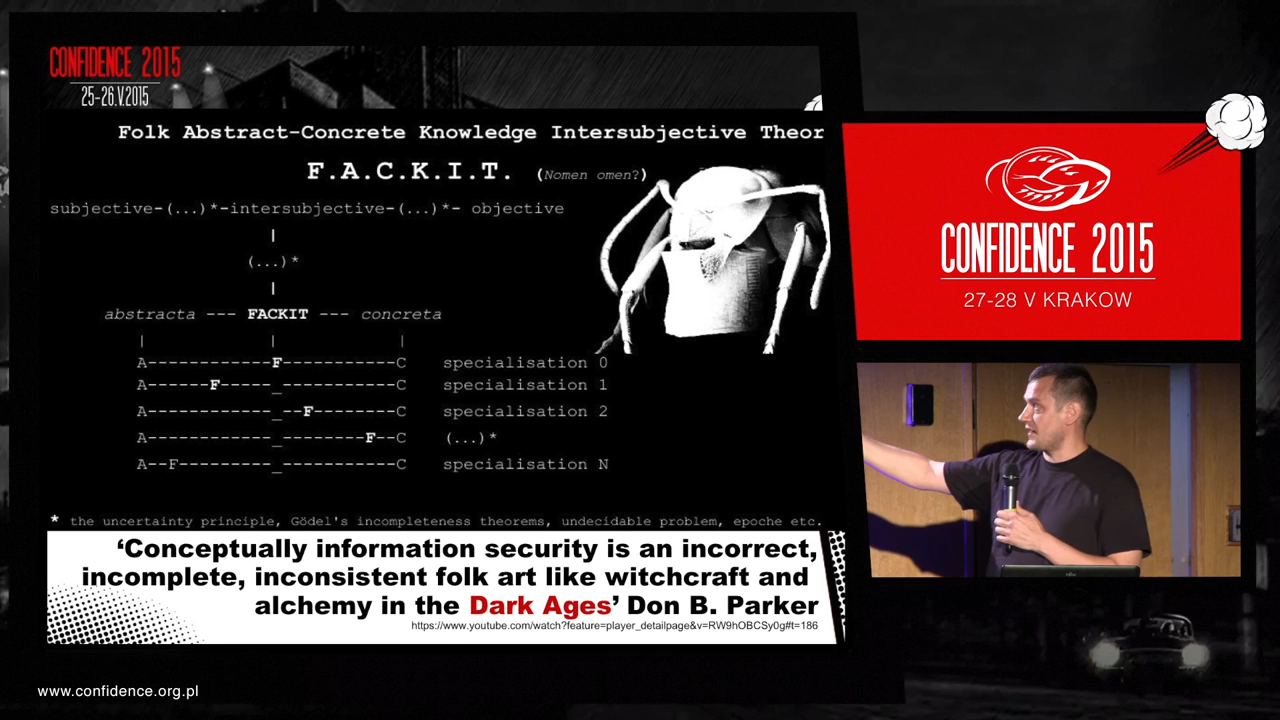 CONFIDENCE 2015
25-26.V.2015
Folk Abstract-Concrete Knowledge Intersubjective Theor
F.A.C.K.I.T. (Nomen omen?)
subjective-(...)*-intersubjective-(...)*- objective
|
(...)*
|
abstracta --- FACKIT --- concreta
| | |
A-----------F-----------C specialisation 0
A------F-----_-----------C specialisation 1
A-----------_--F--------C specialisation 2
A-----------_--------F--C (...)*
A--F--------_-----------C specialisation N
* the uncertainty principle, Gödel's incompleteness theorems, undecidable problem, epoche etc.
‘Conceptually information security is an incorrect,
incomplete, inconsistent folk art like witchcraft and
alchemy in the Dark Ages’ Don B. Parker
https://www.youtube.com/watch?feature=player_detailpage&v=RW9hOBCSy0g#t=186
CONFIDENCE 2015
27-28 V KRAKOW
www.confidence.org.pl